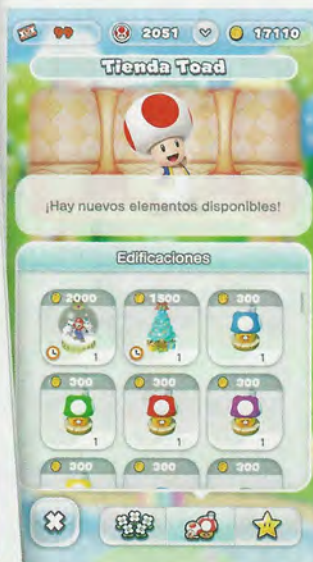 2051 17110
Tienda Toad
¡Hay nuevos elementos disponibles!
Edificaciones
2000 1500 300
1 1 1
300 300 300
1 1 1
300 300 300